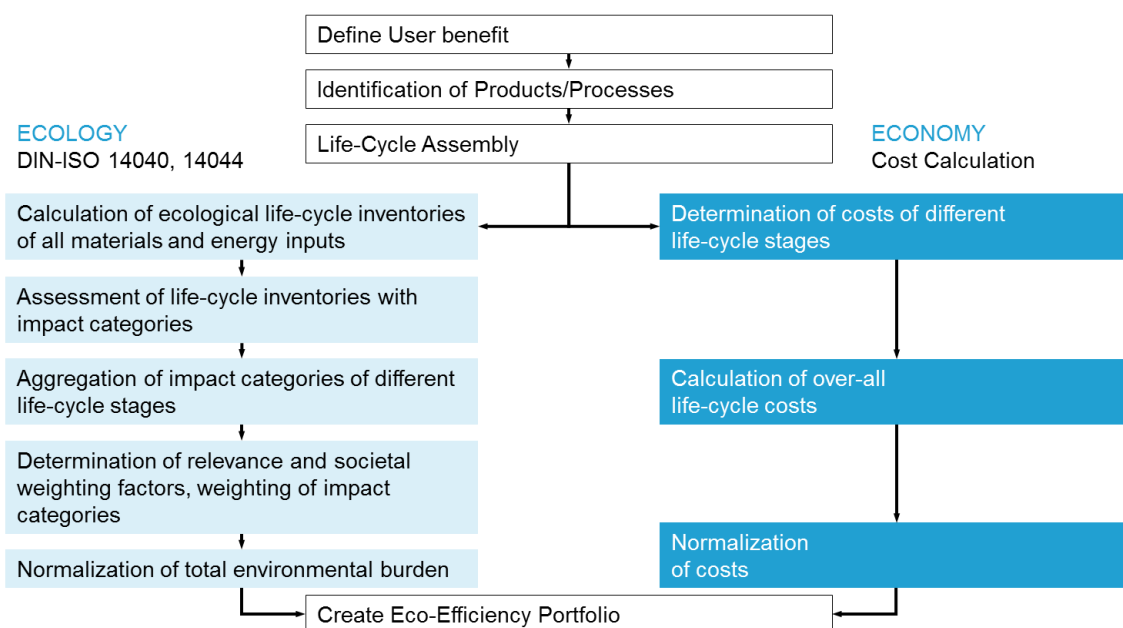 Define User benefit
Identification of Products/Processes
Life-Cycle Assembly
ECOLOGY
DIN-ISO 14040, 14044
ECONOMY
Cost Calculation
Calculation of ecological life-cycle inventories
of all materials and energy inputs
Assessment of life-cycle inventories with
impact categories
Aggregation of impact categories of different
life-cycle stages
Determination of relevance and societal
weighting factors, weighting of impact
categories
Normalization of total environmental burden
Determination of costs of different
life-cycle stages
Calculation of over-all
life-cycle costs
Normalization
of costs
Create Eco-Efficiency Portfolio